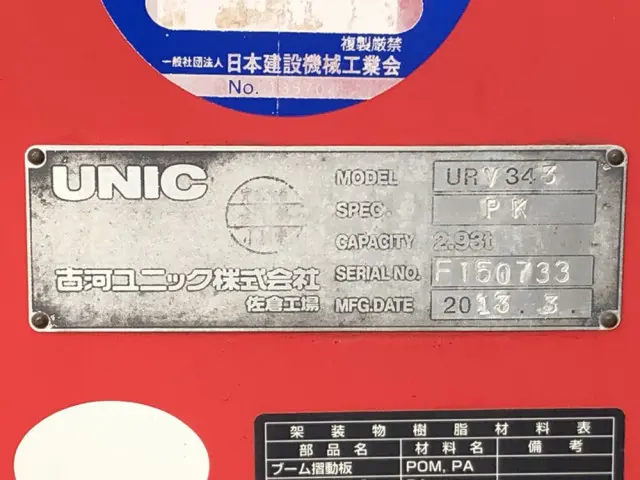 複製厳禁
一般社団法人 日本建設機械工業会
No.
UNIC
MODEL URV343
SPEC. PK
CAPACITY 2.93t
古河ユニック株式会社
SERIAL NO. F150733
佐倉工場
MFG.DATE 2013.3.
架装物樹脂材料表
部品名 材料名 備考
ブーム摺動板 POM, PA